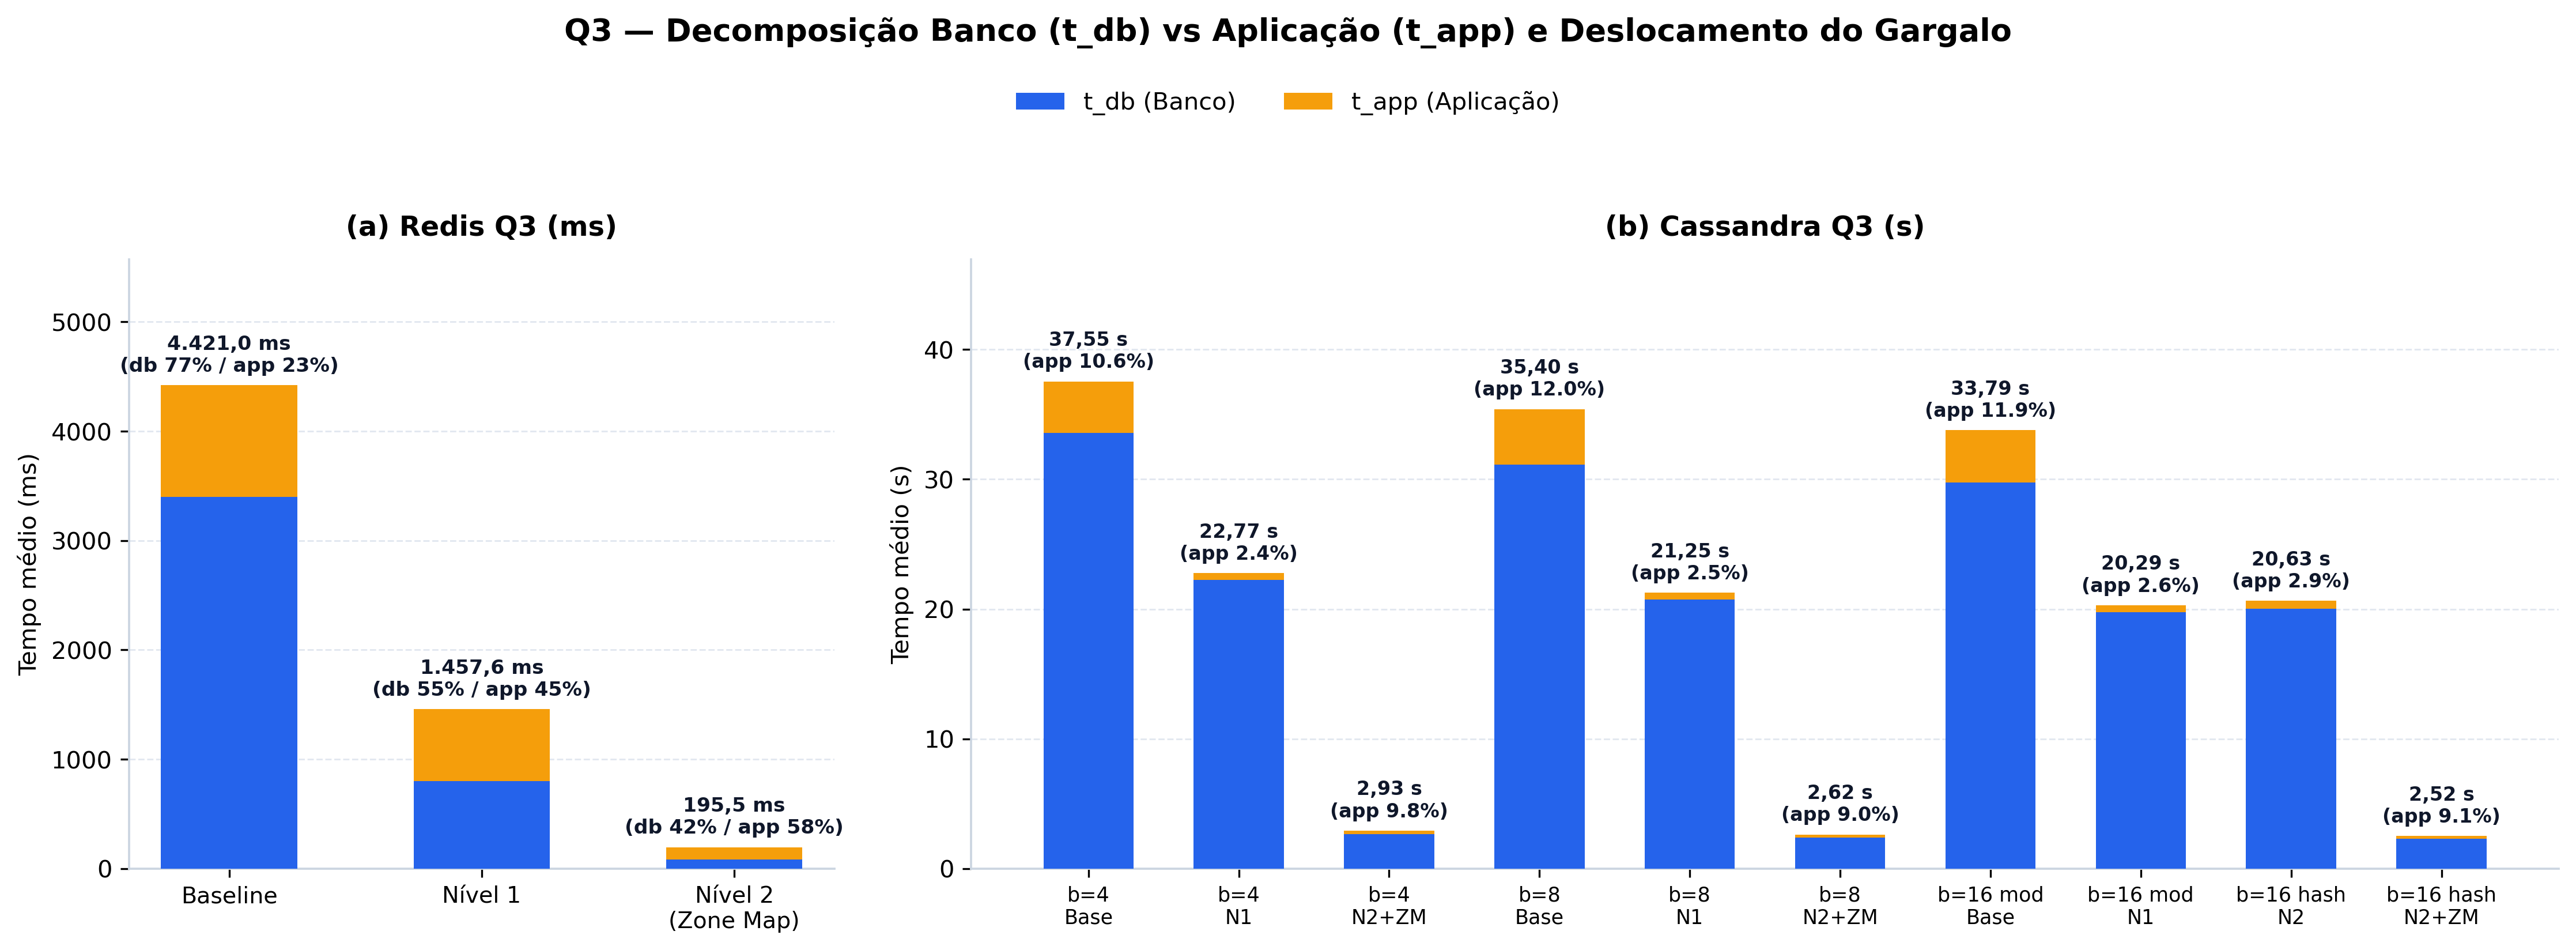 Q3 — Decomposição Banco (t_db) vs Aplicação (t_app) e Deslocamento do Gargalo
t_db (Banco)
t_app (Aplicação)
(a) Redis Q3 (ms)
Tempo médio (ms)
5000
4000
3000
2000
1000
0
4.421,0 ms
(db 77% / app 23%)
1.457,6 ms
(db 55% / app 45%)
195,5 ms
(db 42% / app 58%)
Baseline
Nível 1
Nível 2
(Zone Map)
(b) Cassandra Q3 (s)
Tempo médio (s)
40
30
20
10
0
37,55 s
(app 10.6%)
22,77 s
(app 2.4%)
2,93 s
(app 9.8%)
35,40 s
(app 12.0%)
21,25 s
(app 2.5%)
2,62 s
(app 9.0%)
33,79 s
(app 11.9%)
20,29 s
(app 2.6%)
20,63 s
(app 2.9%)
2,52 s
(app 9.1%)
b=4
Base
b=4
N1
b=4
N2+ZM
b=8
Base
b=8
N1
b=8
N2+ZM
b=16 mod
Base
b=16 mod
N1
b=16 hash
N2
b=16 hash
N2+ZM